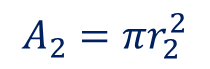 A₂ = πr₂²